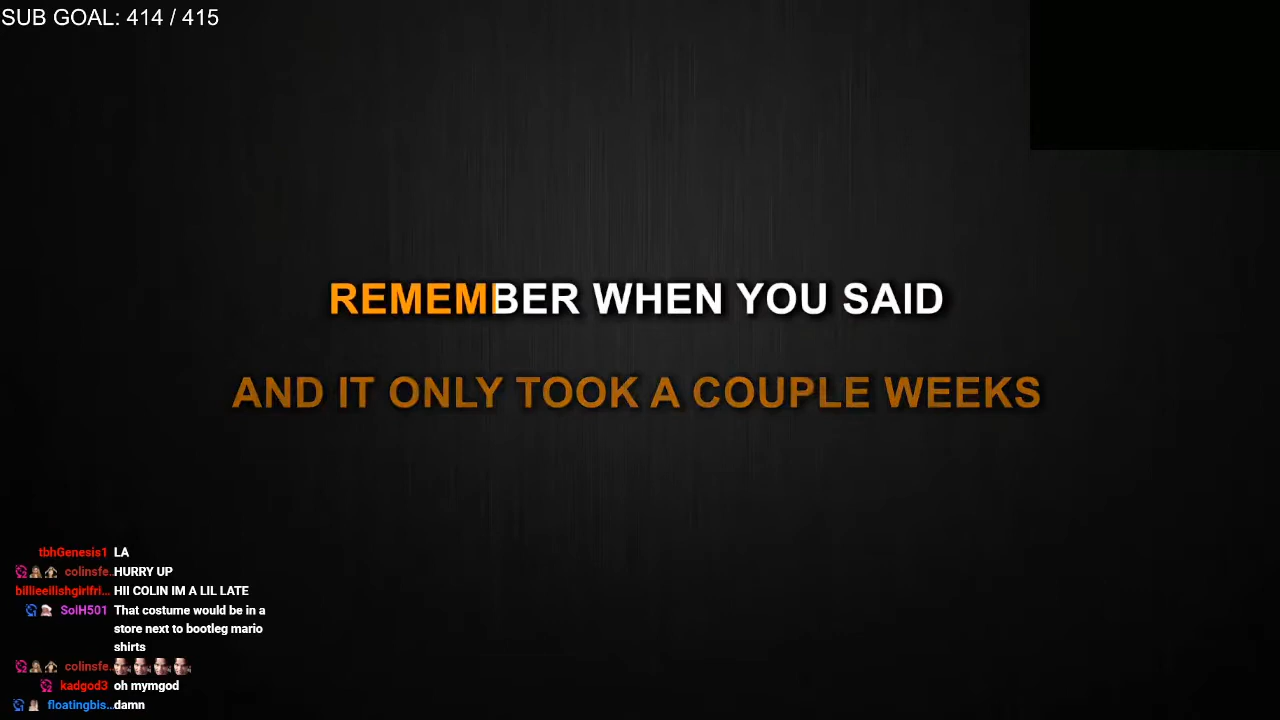 SUB GOAL: 414 / 415
REMEMBER WHEN YOU SAID
AND IT ONLY TOOK A COUPLE WEEKS
tbhGenesis1 LA
colinsfe.. HURRY UP
billieeilishgirlfri... HII COLIN IM A LIL LATE
SolH501 That costume would be in a
store next to bootleg mario
shirts
colinsfe..
kadgod3 oh mymgod
floatingbis... damn